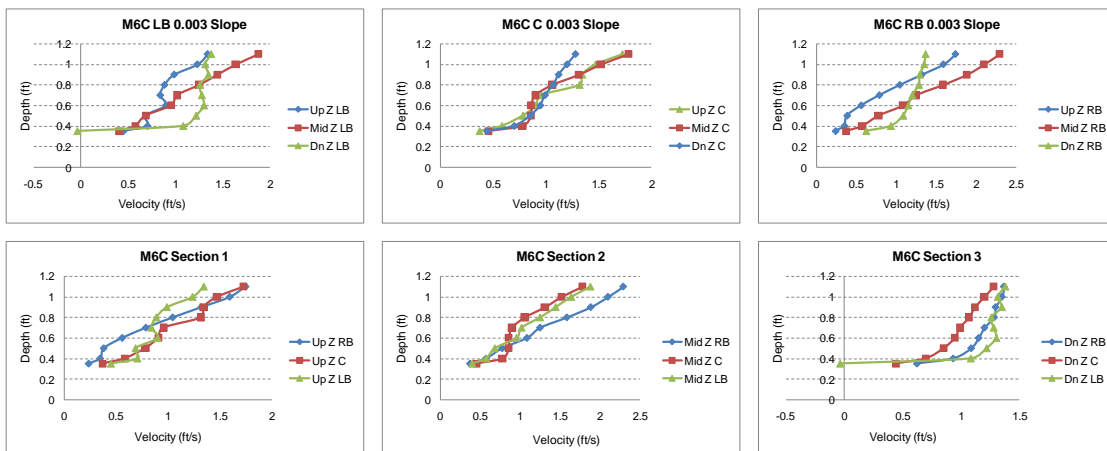 M6C LB 0.003 Slope
1.2
1
0.8
0.6
0.4
0.2
0
-0.5 0 0.5 1 1.5 2
Depth (ft)
Velocity (ft/s)
Up Z LB
Mid Z LB
Dn Z LB
M6C C 0.003 Slope
1.2
1
0.8
0.6
0.4
0.2
0
0 0.5 1 1.5 2
Depth (ft)
Velocity (ft/s)
Up Z C
Mid Z C
Dn Z C
M6C RB 0.003 Slope
1.2
1
0.8
0.6
0.4
0.2
0
0 0.5 1 1.5 2 2.5
Depth (ft)
Velocity (ft/s)
Up Z RB
Mid Z RB
Dn Z RB
M6C Section 1
1.2
1
0.8
0.6
0.4
0.2
0
0 0.5 1 1.5 2
Depth (ft)
Velocity (ft/s)
Up Z RB
Up Z C
Up Z LB
M6C Section 2
1.2
1
0.8
0.6
0.4
0.2
0
0 0.5 1 1.5 2 2.5
Depth (ft)
Velocity (ft/s)
Mid Z RB
Mid Z C
Mid Z LB
M6C Section 3
1.2
1
0.8
0.6
0.4
0.2
0
-0.5 0 0.5 1 1.5
Depth (ft)
Velocity (ft/s)
Dn Z RB
Dn Z C
Dn Z LB